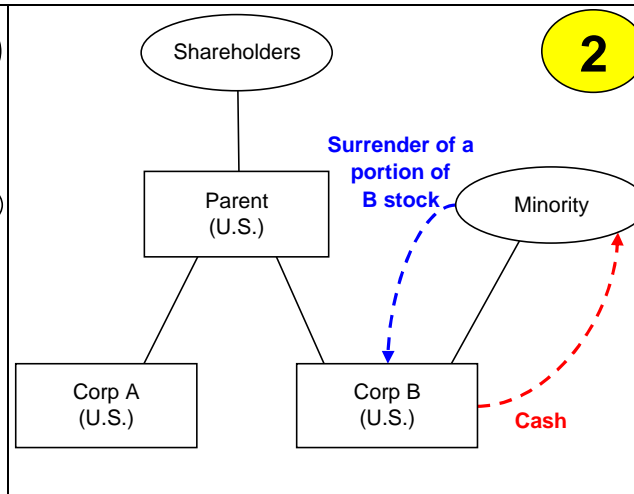 Shareholders
2
Surrender of a
portion of
B stock
Parent
(U.S.)
Minority
Corp A
(U.S.)
Corp B
(U.S.)
Cash